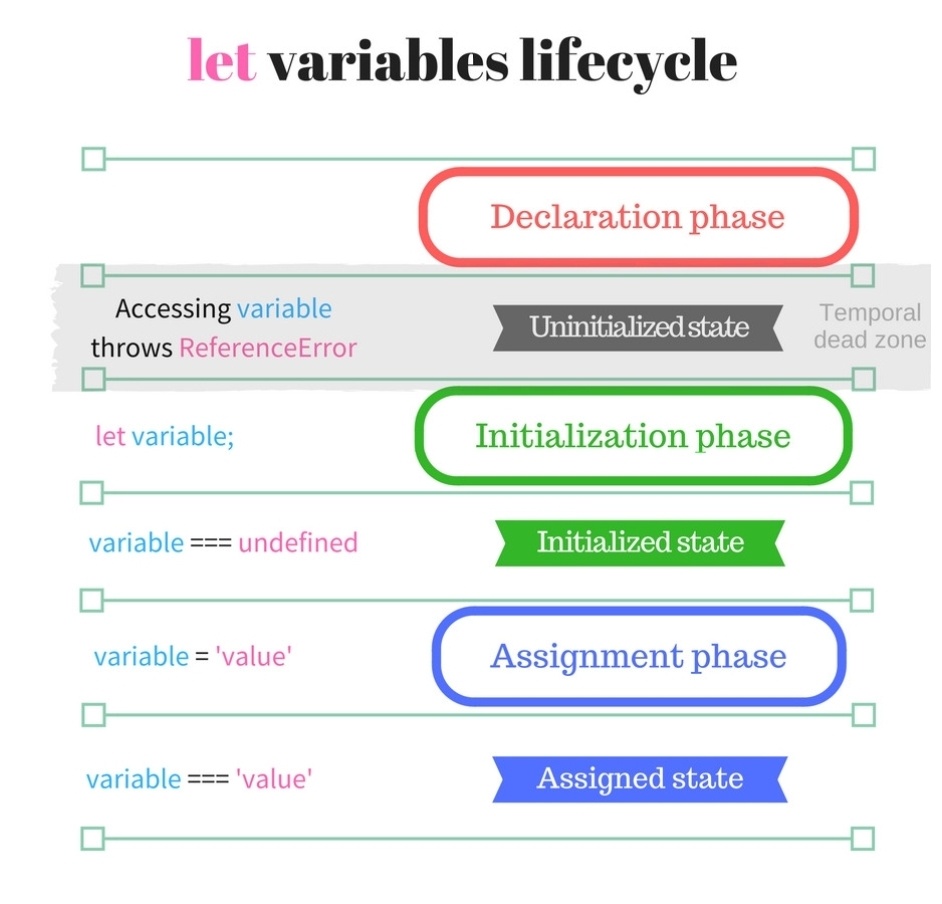 let variables lifecycle
Declaration phase
Accessing variable
throws ReferenceError
Uninitialized state
Temporal
dead zone
let variable;
Initialization phase
variable === undefined
Initialized state
variable = 'value'
Assignment phase
variable === 'value'
Assigned state